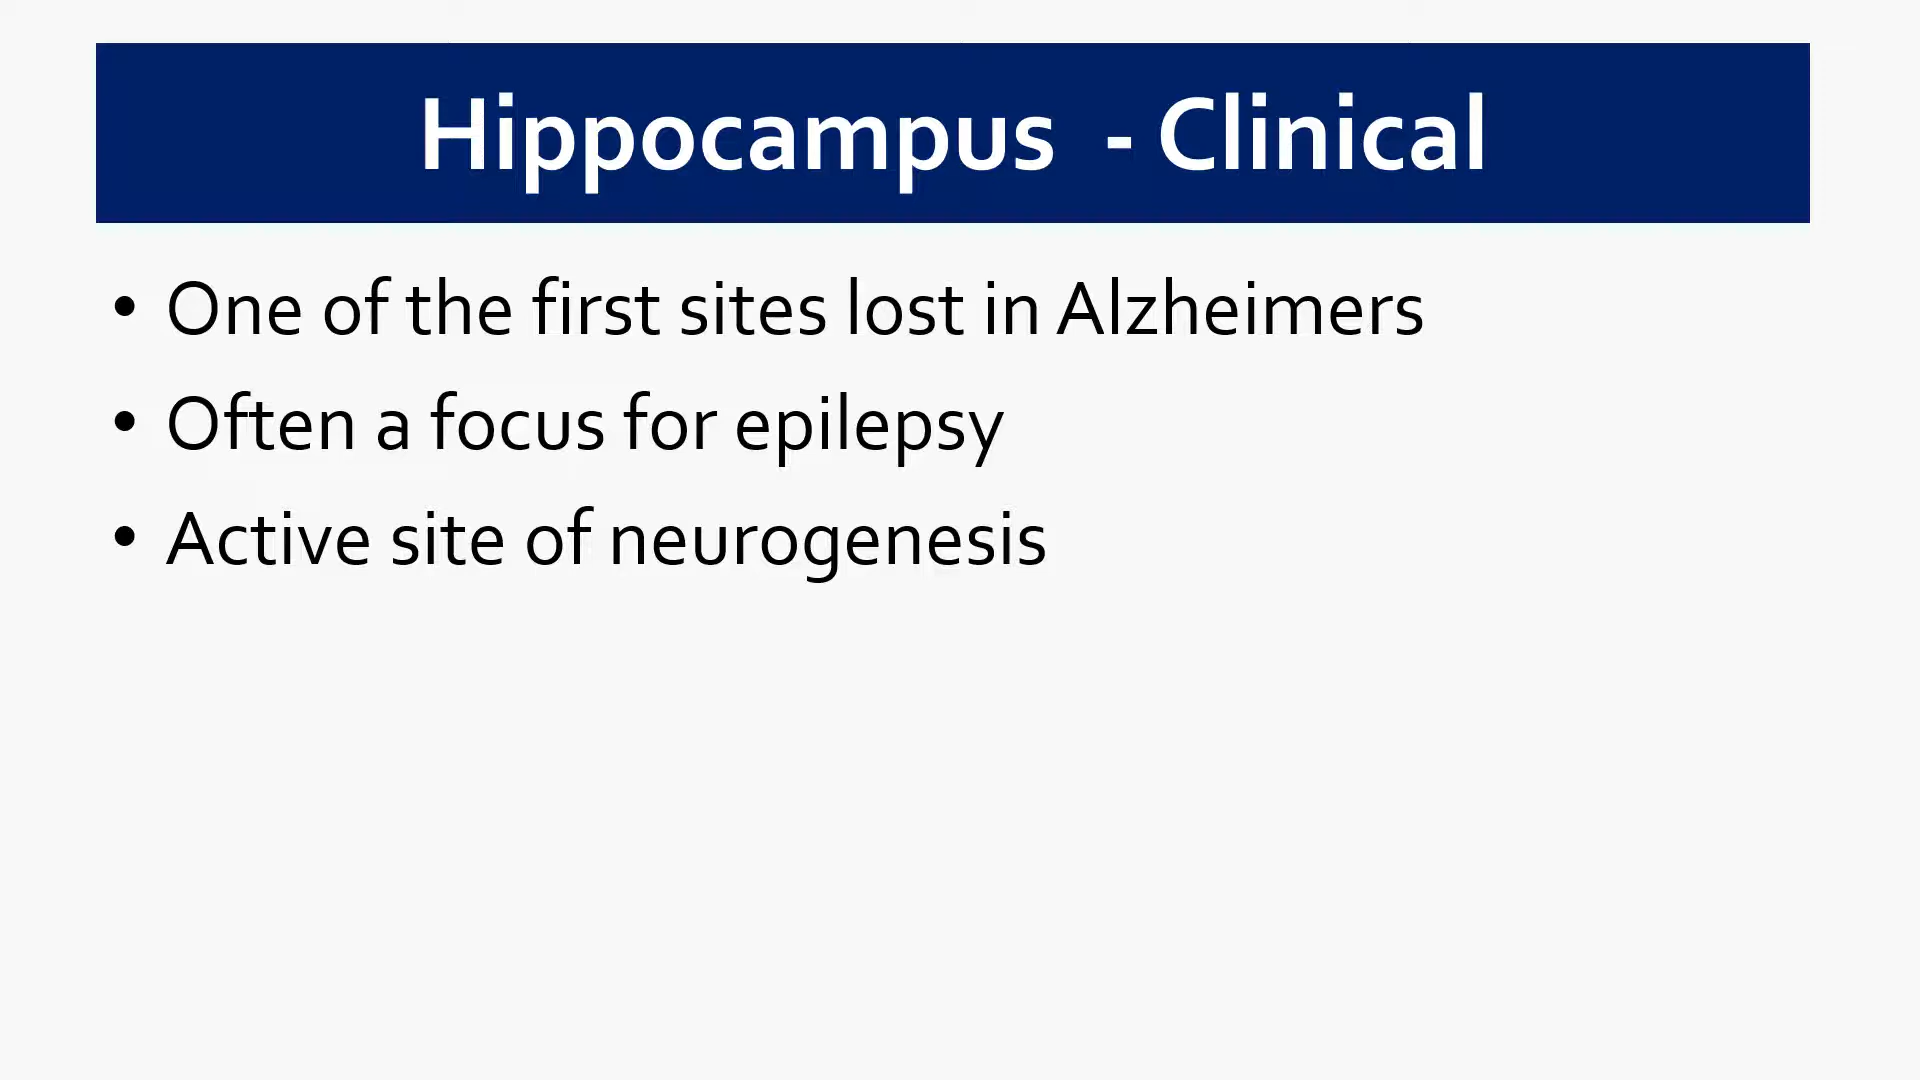 Hippocampus  - Clinical
• One of the first sites lost in Alzheimers
• Often a focus for epilepsy
• Active site of neurogenesis